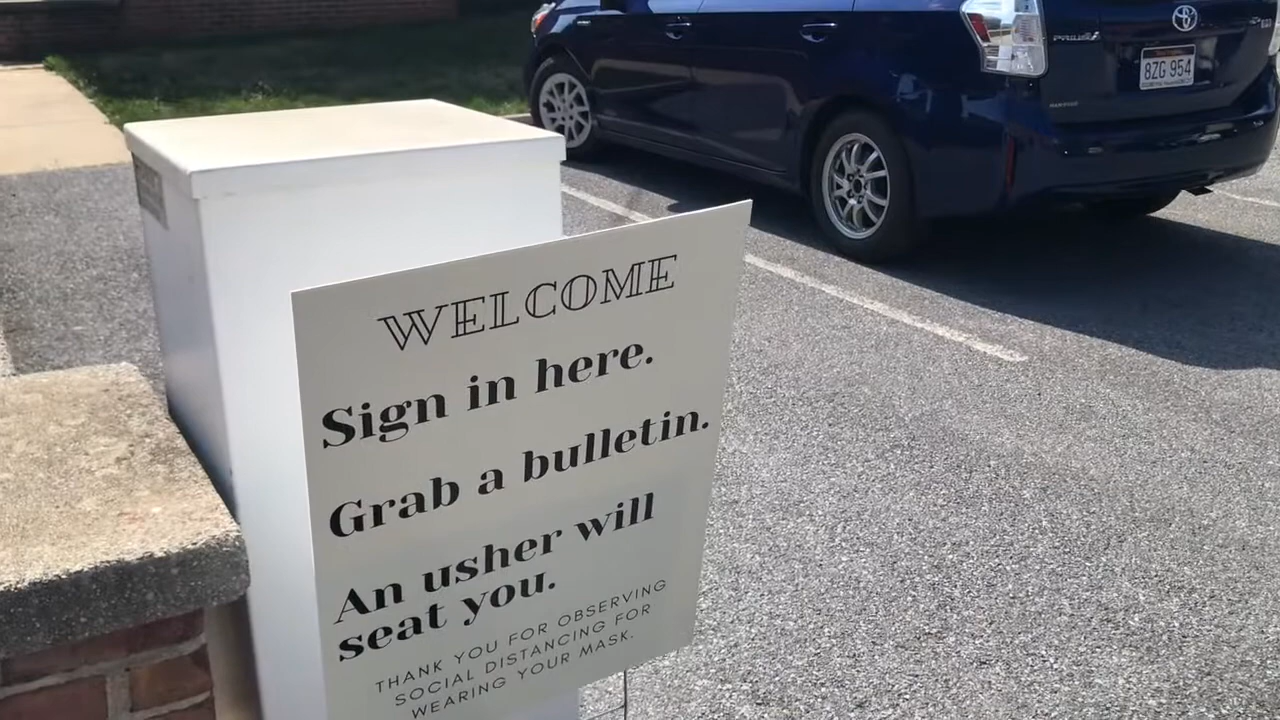 WELCOME
Sign in here.
Grab a bulletin.
An usher will
seat you.
THANK YOU FOR OBSERVING
SOCIAL DISTANCING FOR
WEARING YOUR MASK.
PRIUS
8ZG 954